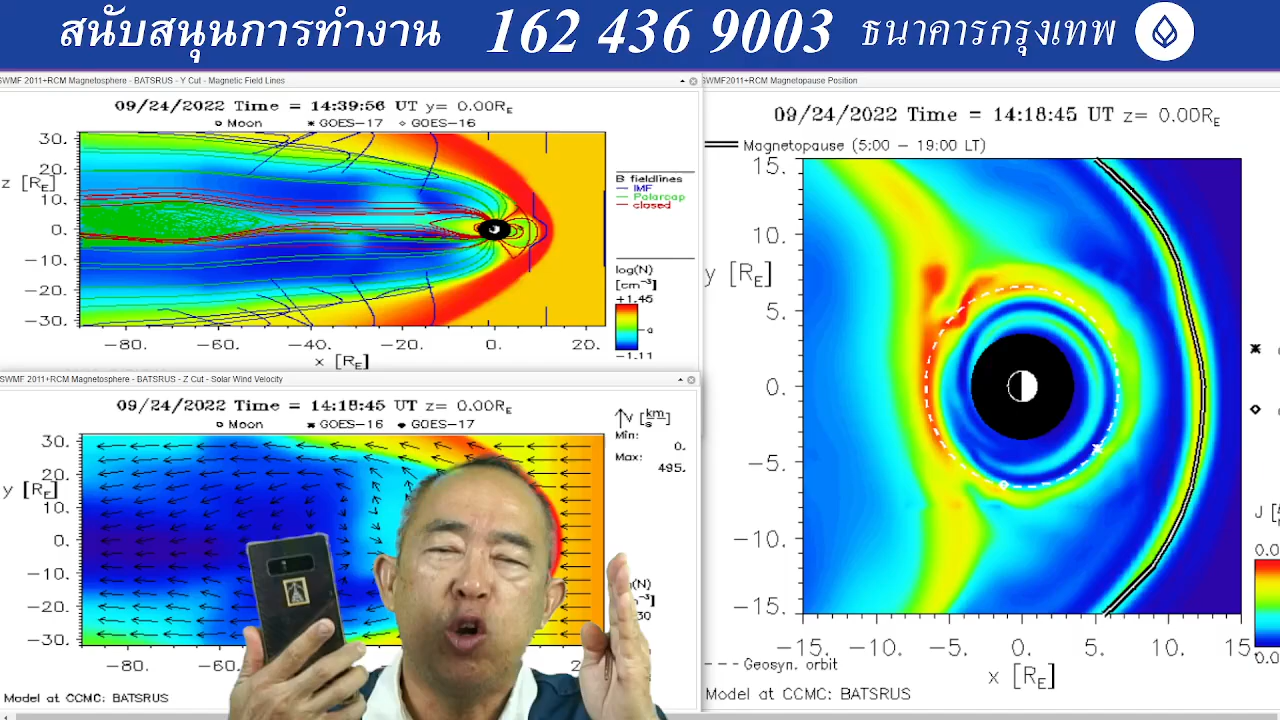 สนับสนุนการทำงาน 162 436 9003 ธนาคารกรุงเทพ
SWMF 2011+RCM Magnetosphere - BATSRUS - Y Cut - Magnetic Field Lines
09/24/2022 Time = 14:39:56 UT y= 0.00RE
Moon GOES-17 GOES-16
30.
20.
z [RE]
10.
0.
-10.
-20.
-30.
-80. -60. -40. -20. 0. 20.
x [RE]
B fieldlines
IMF
Polarcap
closed
log(N)
[cm-3]
+1.45
-1.11
SWMF 2011+RCM Magnetosphere - BATSRUS - Z Cut - Solar Wind Velocity
09/24/2022 Time = 14:18:45 UT z= 0.00RE
Moon GOES-16 GOES-17
30.
20.
y [RE]
10.
0.
-10.
-20.
-30.
-80. -60.
V [km/s]
Min:
0.
Max:
495.
Model at CCMC: BATSRUS
SWMF2011+RCM Magnetopause Position
09/24/2022 Time = 14:18:45 UT z= 0.00RE
Magnetopause (5:00 - 19:00 LT)
15.
10.
y [RE]
5.
0.
-5.
-10.
-15.
-15. -10. -5. 0. 5. 10. 15
Geosyn. orbit
x [RE]
Model at CCMC: BATSRUS